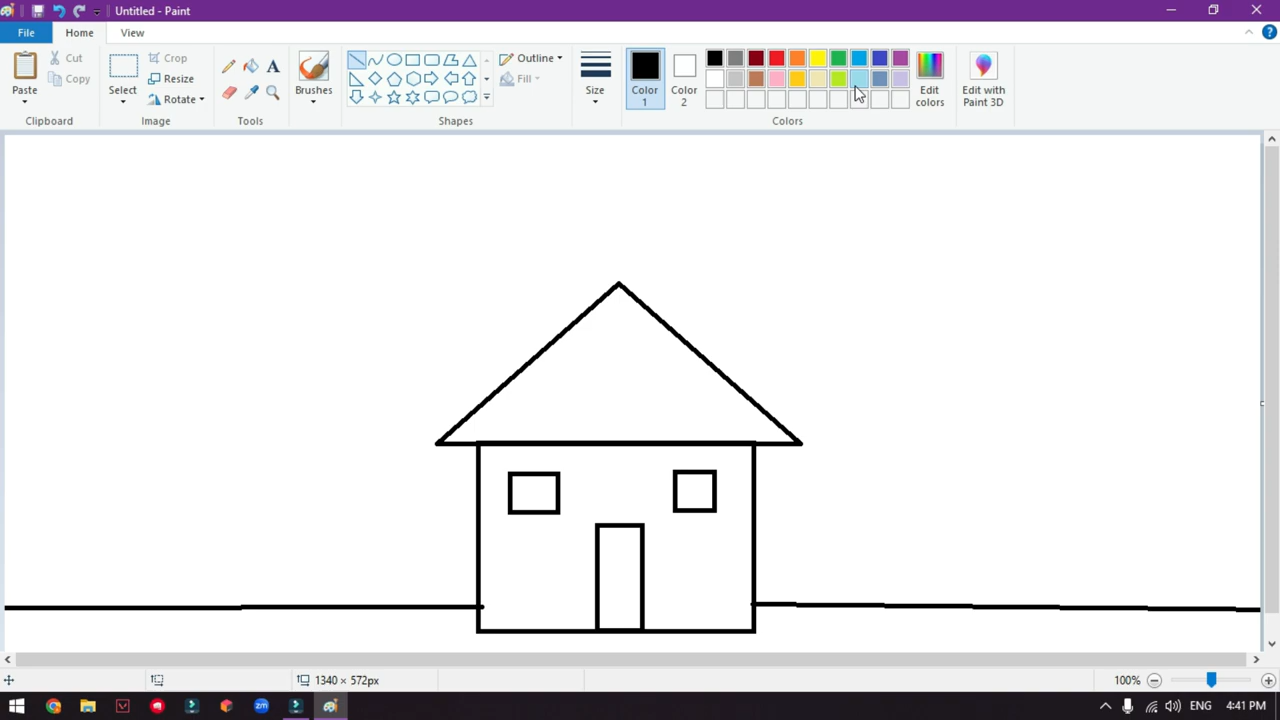 Untitled - Paint
File Home View
Paste
Cut
Copy
Clipboard
Select
Crop
Resize
Rotate
Image
A
Tools
Brushes
Outline
Fill
Shapes
Size
Color 1
Color 2
Edit colors
Colors
Edit with Paint 3D
1340 × 572px
100%
zm
ENG 4:41 PM